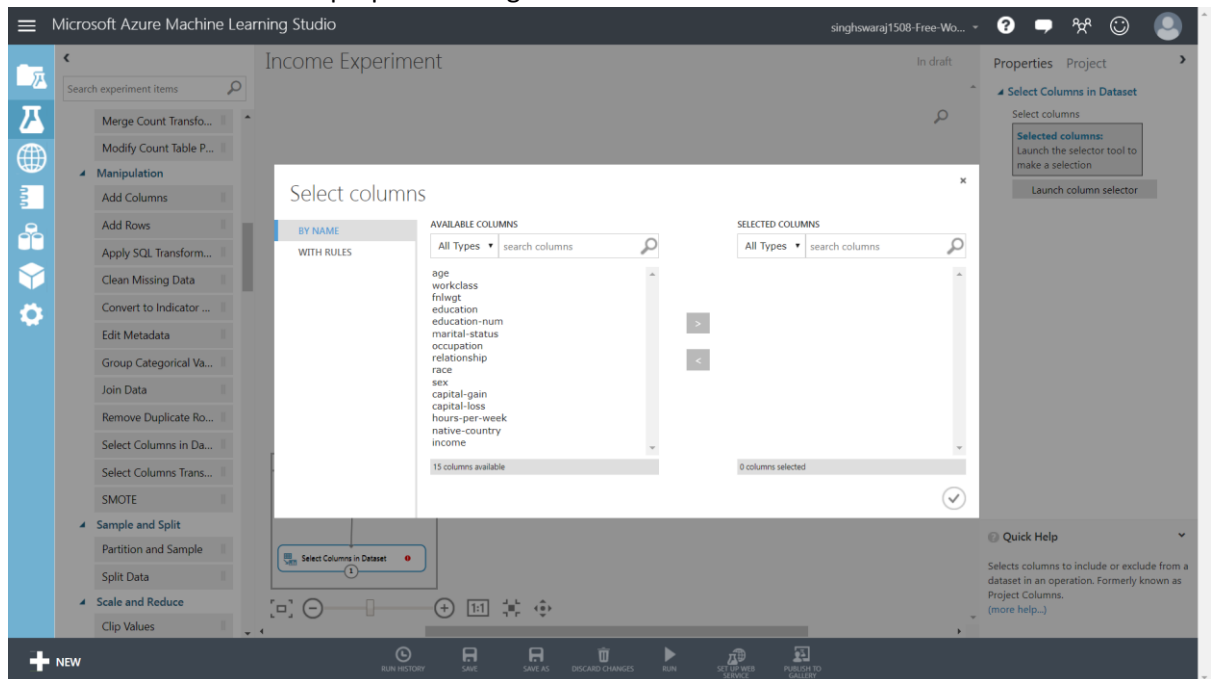 Microsoft Azure Machine Learning Studio
singhswaraj1508-Free-Wo...
Search experiment items
Merge Count Transfo...
Modify Count Table P...
Manipulation
Add Columns
Add Rows
Apply SQL Transform...
Clean Missing Data
Convert to Indicator ...
Edit Metadata
Group Categorical Va...
Join Data
Remove Duplicate Ro...
Select Columns in Da...
Select Columns Trans...
SMOTE
Sample and Split
Partition and Sample
Split Data
Scale and Reduce
Clip Values
Income Experiment
In draft
Select columns
×
BY NAME
WITH RULES
AVAILABLE COLUMNS
All Types
search columns
age
workclass
fnlwgt
education
education-num
marital-status
occupation
relationship
race
sex
capital-gain
capital-loss
hours-per-week
native-country
income
15 columns available
>
<
SELECTED COLUMNS
All Types
search columns
0 columns selected
Select Columns in Dataset
1
1:1
Properties Project
Select Columns in Dataset
Select columns
Selected columns:
Launch the selector tool to
make a selection
Launch column selector
Quick Help
Selects columns to include or exclude from a
dataset in an operation. Formerly known as
Project Columns.
(more help...)
NEW
RUN HISTORY
SAVE
SAVE AS
DISCARD CHANGES
RUN
SET UP WEB
SERVICE
PUBLISH TO
GALLERY